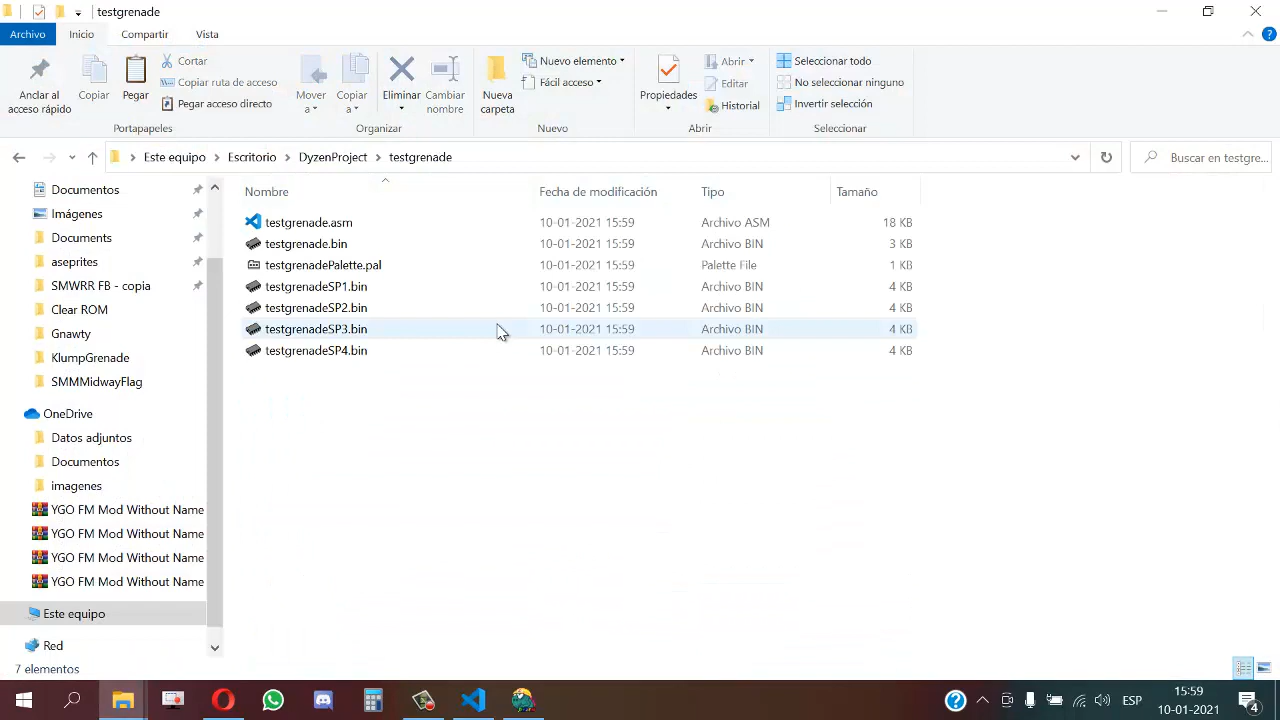 testgrenade
Archivo Inicio Compartir Vista
Andar al acceso rápido
Copiar
Pegar
Cortar
Copiar ruta de acceso
Pegar acceso directo
Portapapeles
Mover a
Copiar a
Eliminar
Cambiar nombre
Organizar
Nueva carpeta
Nuevo elemento
Fácil acceso
Nuevo
Propiedades
Abrir
Editar
Historial
Abrir
Seleccionar todo
No seleccionar ninguno
Invertir selección
Seleccionar
Este equipo > Escritorio > DyzenProject > testgrenade
Buscar en testgre...
Documentos
Imágenes
Documents
aseprites
SMWRR FB - copia
Clear ROM
Gnawty
KlumpGrenade
SMMMidwayFlag
OneDrive
Datos adjuntos
Documentos
imagenes
YGO FM Mod Without Name
YGO FM Mod Without Name
YGO FM Mod Without Name
YGO FM Mod Without Name
Este equipo
Red
Nombre Fecha de modificación Tipo Tamaño
testgrenade.asm 10-01-2021 15:59 Archivo ASM 18 KB
testgrenade.bin 10-01-2021 15:59 Archivo BIN 3 KB
testgrenadePalette.pal 10-01-2021 15:59 Palette File 1 KB
testgrenadeSP1.bin 10-01-2021 15:59 Archivo BIN 4 KB
testgrenadeSP2.bin 10-01-2021 15:59 Archivo BIN 4 KB
testgrenadeSP3.bin 10-01-2021 15:59 Archivo BIN 4 KB
testgrenadeSP4.bin 10-01-2021 15:59 Archivo BIN 4 KB
7 elementos
ESP
15:59
10-01-2021
4